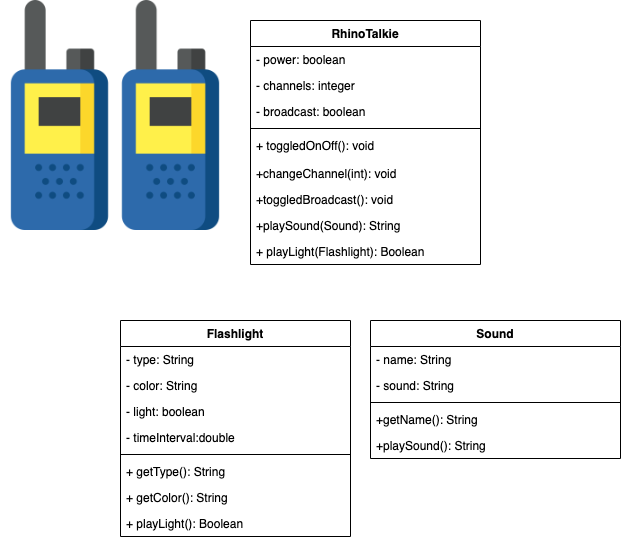 RhinoTalkie
- power: boolean
- channels: integer
- broadcast: boolean
+ toggledOnOff(): void
+changeChannel(int): void
+toggledBroadcast(): void
+playSound(Sound): String
+ playLight(Flashlight): Boolean
Flashlight
- type: String
- color: String
- light: boolean
- timeInterval:double
+ getType(): String
+ getColor(): String
+ playLight(): Boolean
Sound
- name: String
- sound: String
+getName(): String
+playSound(): String